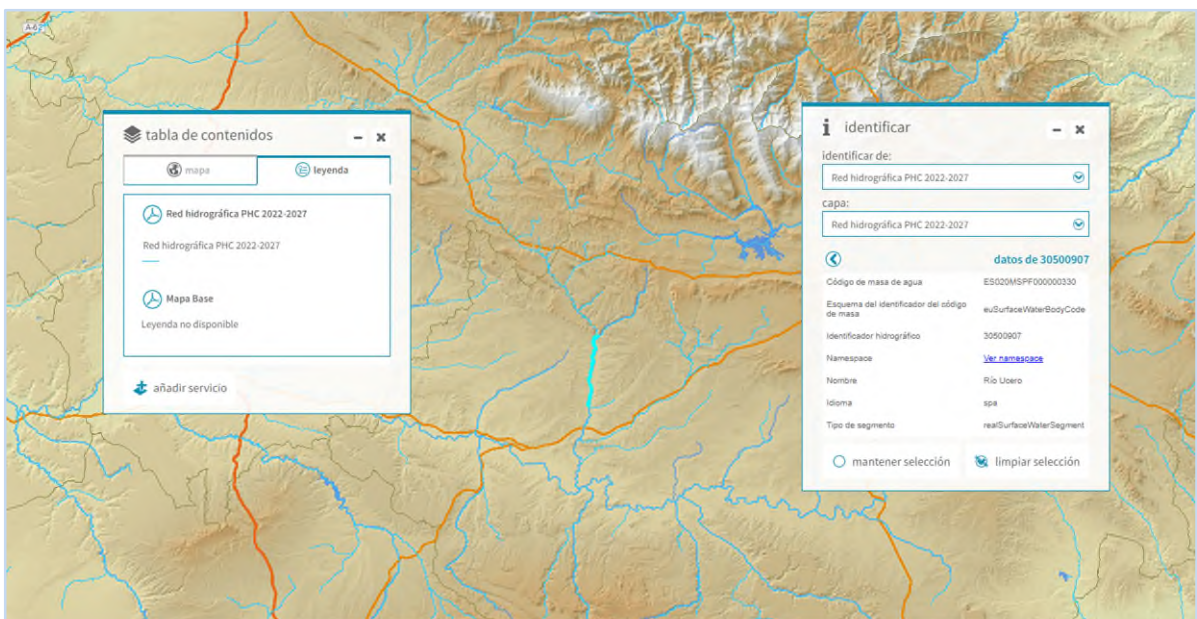 A-62
tabla de contenidos
mapa
leyenda
Red hidrográfica PHC 2022-2027
Red hidrográfica PHC 2022-2027
Mapa Base
Leyenda no disponible
añadir servicio
identificar
identificar de:
Red hidrográfica PHC 2022-2027
capa:
Red hidrográfica PHC 2022-2027
datos de 30500907
Código de masa de agua ES020MSPF000000330
Esquema del identificador del código
de masa euSurfaceWaterBodyCode
Identificador hidrográfico 30500907
Namespace Ver namespace
Nombre Río Ucero
Idioma spa
Tipo de segmento realSurfaceWaterSegment
mantener selección limpiar selección